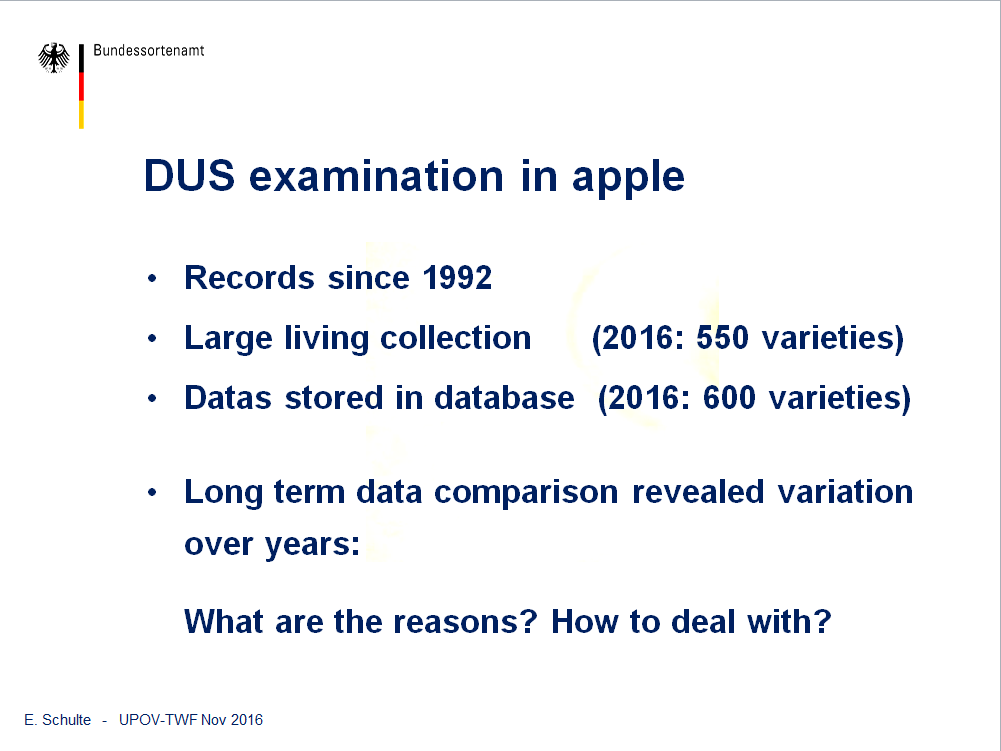 Bundessortenamt
DUS examination in apple
• Records since 1992
• Large living collection (2016: 550 varieties)
• Datas stored in database (2016: 600 varieties)
• Long term data comparison revealed variation
over years:
What are the reasons? How to deal with?
E. Schulte - UPOV-TWF Nov 2016